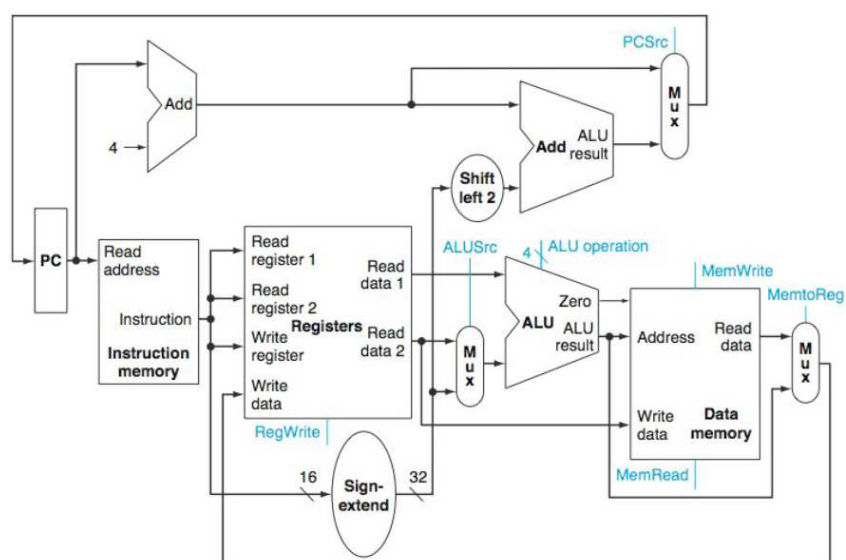 PCSrc
M
u
x
Add
4
Add
ALU
result
Shift
left 2
PC
Read
address
Instruction
Instruction
memory
Read
register 1
Read
register 2
Write
register
Write
data
Registers
Read
data 1
Read
data 2
RegWrite
ALUSrc
M
u
x
4
ALU operation
Zero
ALU
ALU
result
MemWrite
Address
Read
data
Write
data
Data
memory
MemRead
MemtoReg
M
u
x
16
Sign-
extend
32